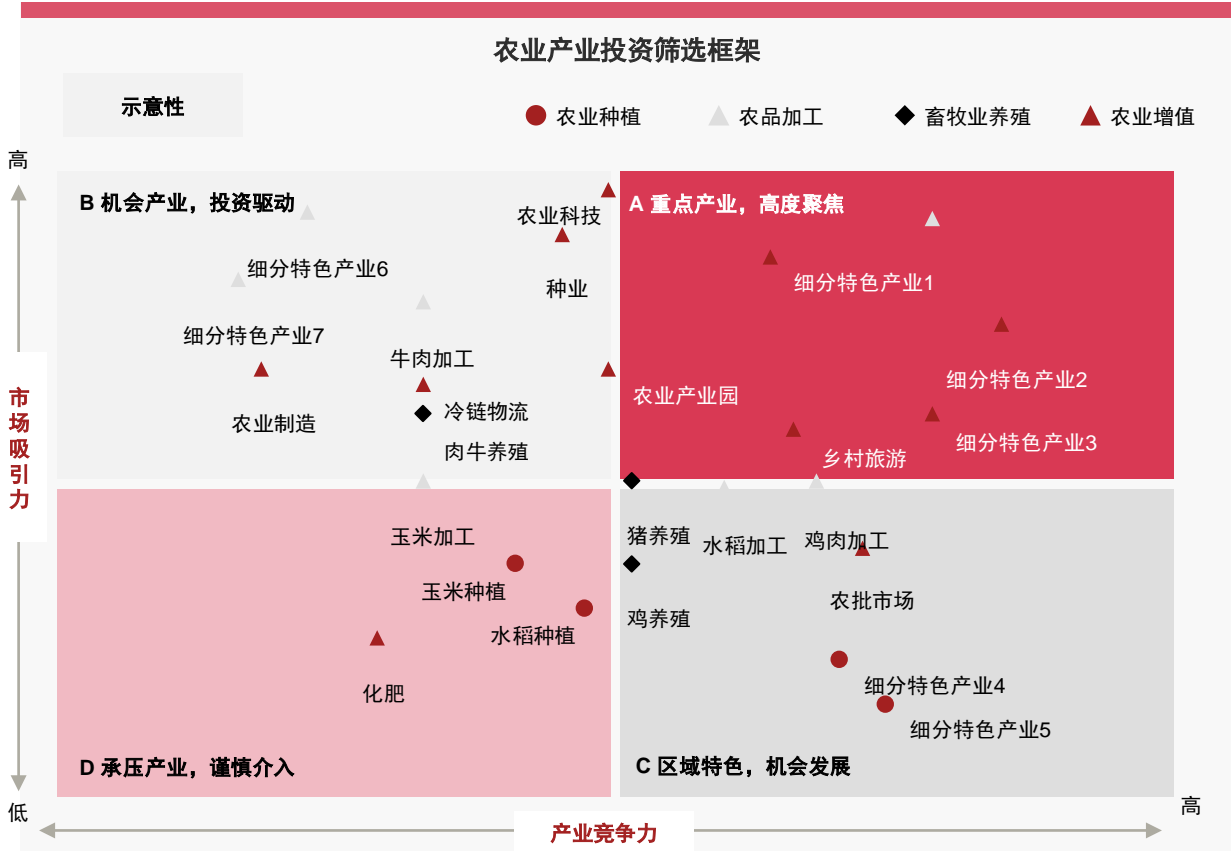 农业产业投资筛选框架
示意性
农业种植
农品加工
畜牧业养殖
农业增值
高
B 机会产业，投资驱动
A 重点产业，高度聚焦
农业科技
细分特色产业6
细分特色产业1
种业
细分特色产业7
牛肉加工
细分特色产业2
农业产业园
冷链物流
农业制造
细分特色产业3
肉牛养殖
乡村旅游
市场吸引力
玉米加工
猪养殖
水稻加工
鸡肉加工
玉米种植
农批市场
鸡养殖
水稻种植
细分特色产业4
化肥
细分特色产业5
D 承压产业，谨慎介入
C 区域特色，机会发展
低
高
产业竞争力